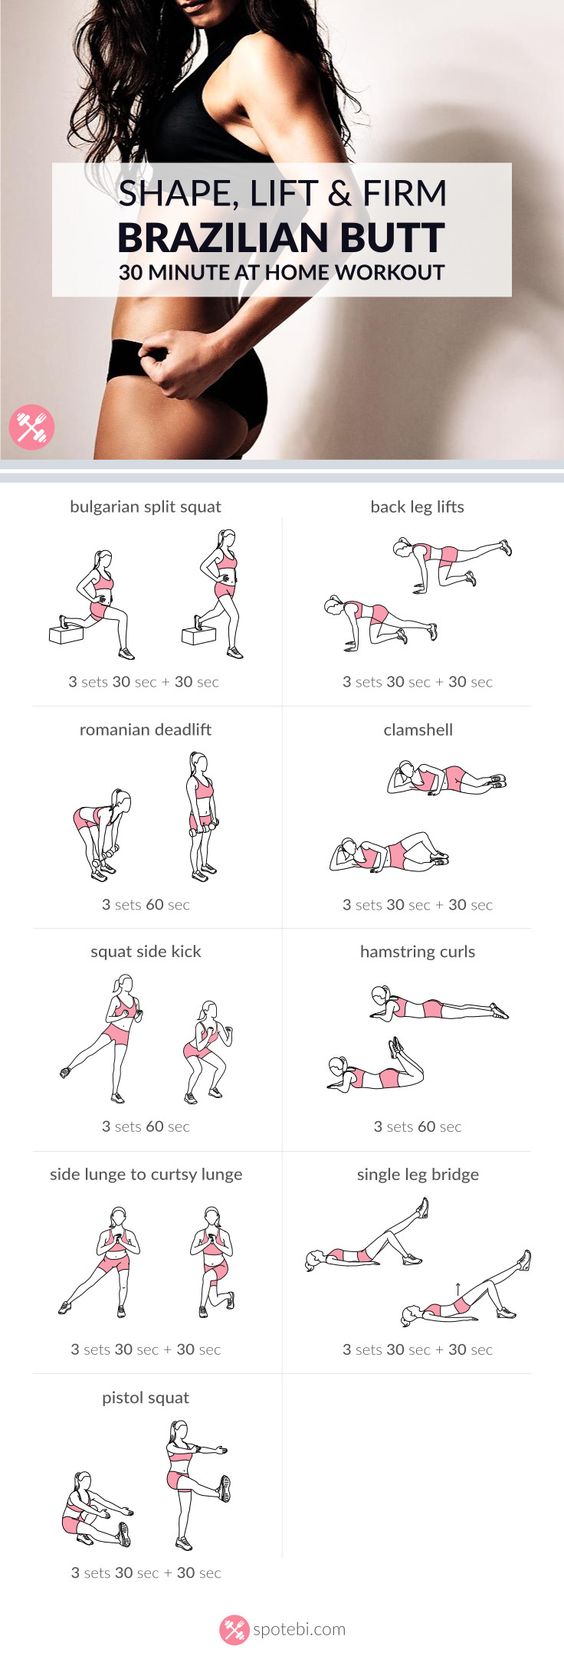 SHAPE, LIFT & FIRM
BRAZILIAN BUTT
30 MINUTE AT HOME WORKOUT
bulgarian split squat
3 sets 30 sec + 30 sec
back leg lifts
3 sets 30 sec + 30 sec
romanian deadlift
3 sets 60 sec
clamshell
3 sets 30 sec + 30 sec
squat side kick
3 sets 60 sec
hamstring curls
3 sets 60 sec
side lunge to curtsy lunge
3 sets 30 sec + 30 sec
single leg bridge
3 sets 30 sec + 30 sec
pistol squat
3 sets 30 sec + 30 sec
spotebi.com